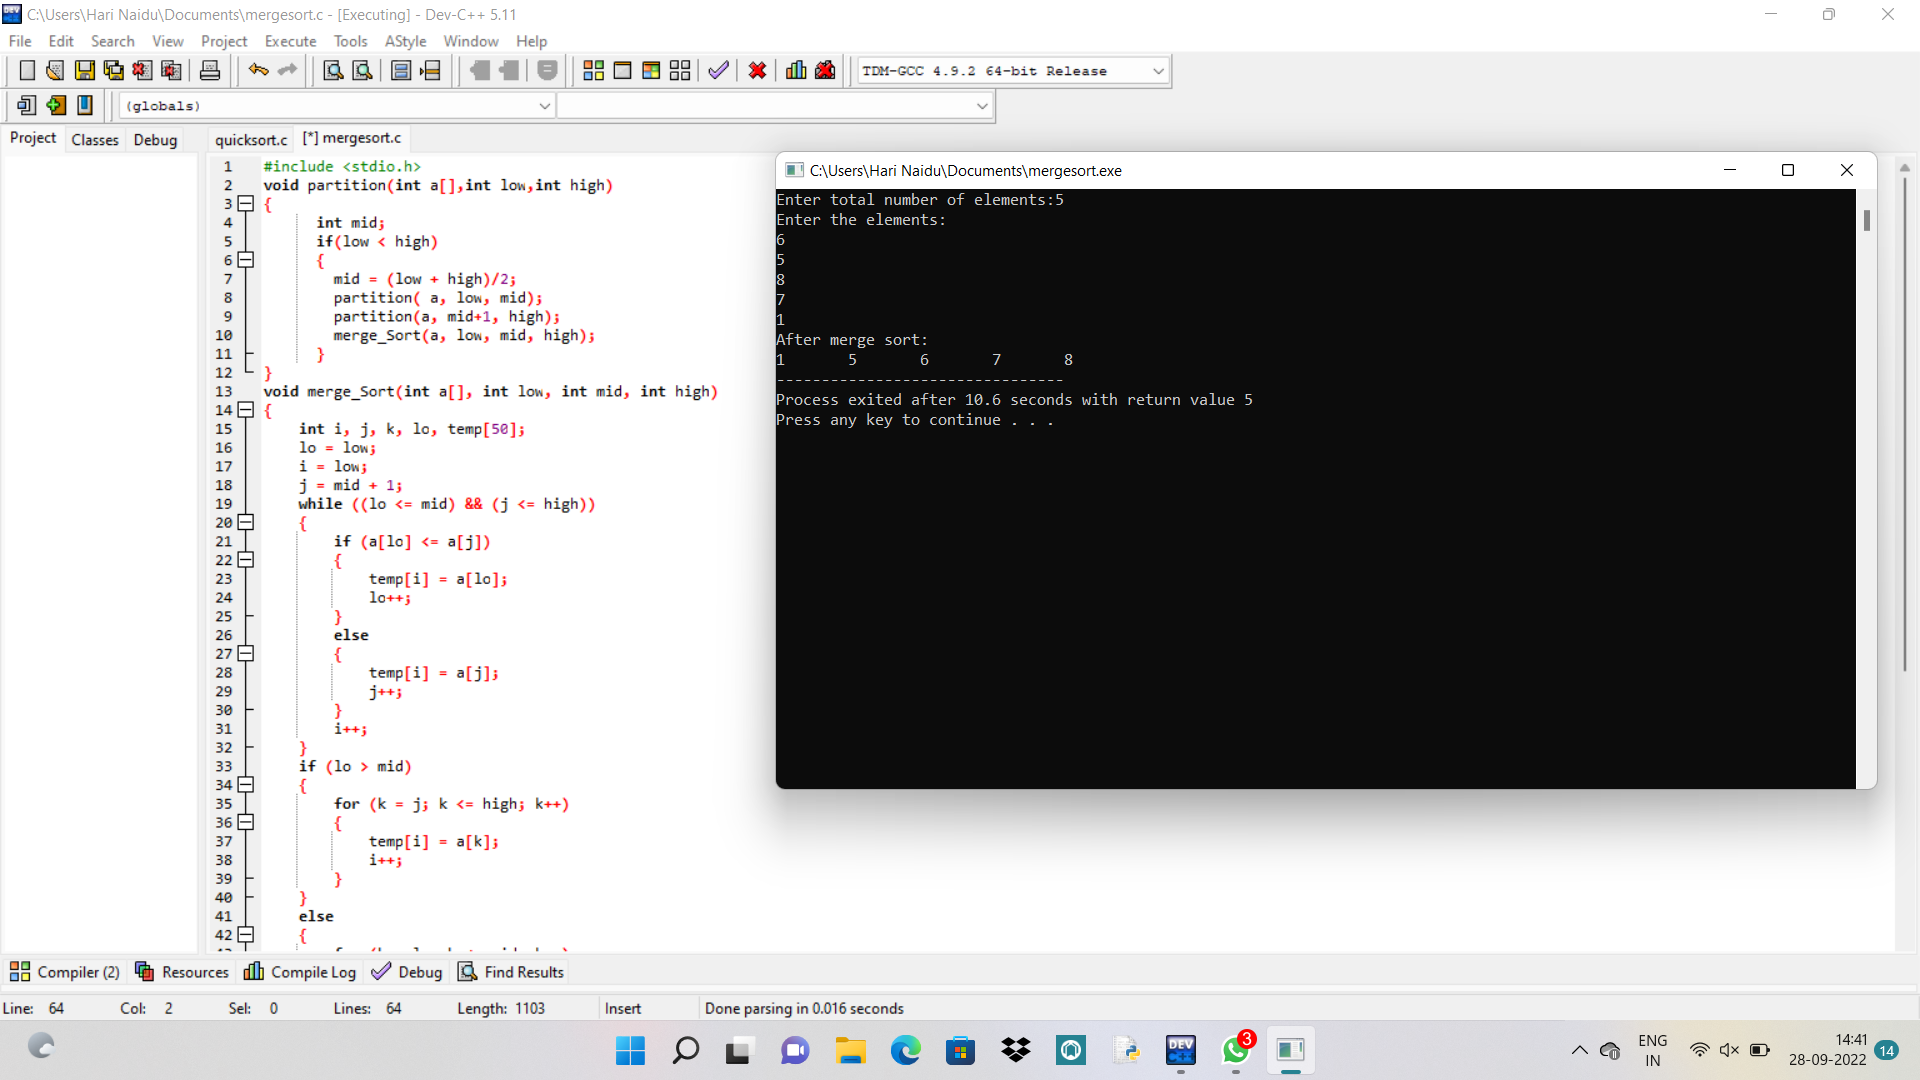 C:\Users\Hari Naidu\Documents\mergesort.c - [Executing] - Dev-C++ 5.11
File Edit Search View Project Execute Tools AStyle Window Help
TDM-GCC 4.9.2 64-bit Release
(globals)
Project Classes Debug quicksort.c [*] mergesort.c
1 #include <stdio.h>
2 void partition(int a[],int low,int high)
3 {
4 int mid;
5 if(low < high)
6 {
7 mid = (low + high)/2;
8 partition( a, low, mid);
9 partition(a, mid+1, high);
10 merge_Sort(a, low, mid, high);
11 }
12 }
13 void merge_Sort(int a[], int low, int mid, int high)
14 {
15 int i, j, k, lo, temp[50];
16 lo = low;
17 i = low;
18 j = mid + 1;
19 while ((lo <= mid) && (j <= high))
20 {
21 if (a[lo] <= a[j])
22 {
23 temp[i] = a[lo];
24 lo++;
25 }
26 else
27 {
28 temp[i] = a[j];
29 j++;
30 }
31 i++;
32 }
33 if (lo > mid)
34 {
35 for (k = j; k <= high; k++)
36 {
37 temp[i] = a[k];
38 i++;
39 }
40 }
41 else
42 {
C:\Users\Hari Naidu\Documents\mergesort.exe
Enter total number of elements:5
Enter the elements:
6
5
8
7
1
After merge sort:
1 5 6 7 8
--------------------------------
Process exited after 10.6 seconds with return value 5
Press any key to continue . . .
Compiler (2) Resources Compile Log Debug Find Results
Line: 64 Col: 2 Sel: 0 Lines: 64 Length: 1103 Insert Done parsing in 0.016 seconds
DEV C++
3
ENG
IN
14:41
28-09-2022
14